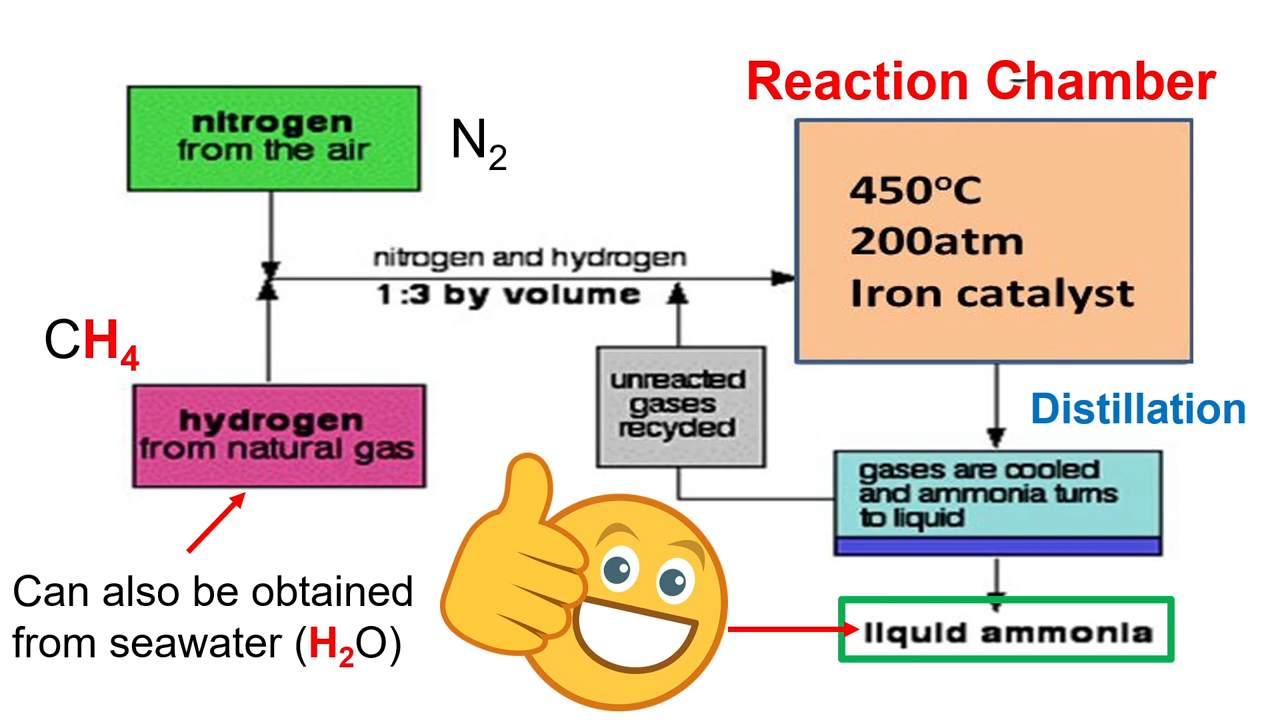 Reaction Chamber
nitrogen
from the air
N₂
450°C
200atm
Iron catalyst
nitrogen and hydrogen
1:3 by volume
CH₄
hydrogen
from natural gas
unreacted
gases
recycled
Distillation
gases are cooled
and ammonia turns
to liquid
Can also be obtained
from seawater (H₂O)
liquid ammonia